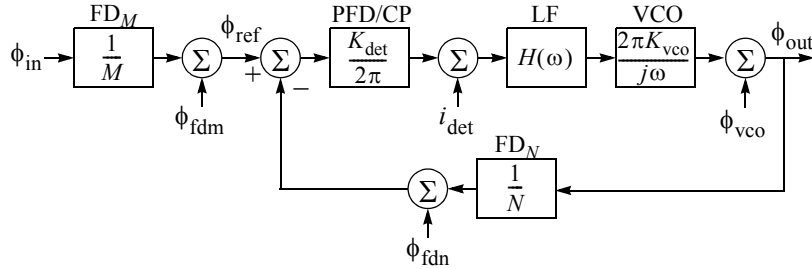 FD_M PFD/CP LF VCO
ϕ_in 1/M Σ ϕ_ref + Σ − K_det/2π Σ H(ω) 2πK_vco/jω Σ ϕ_out
ϕ_fdm i_det ϕ_vco
FD_N
Σ 1/N
ϕ_fdn